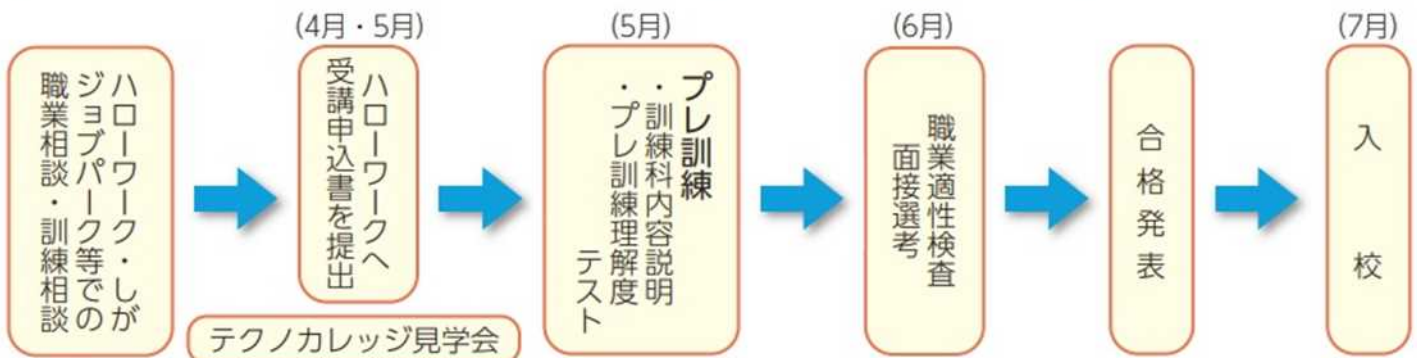 ハローワーク・しが
ジョブパーク等での
職業相談・訓練相談
(4月・5月)
ハローワークへ
受講申込書を提出
テクノカレッジ見学会
(5月)
プレ訓練
・訓練科内容説明
・プレ訓練理解度
テスト
(6月)
職業適性検査
面接選考
合格発表
(7月)
入校